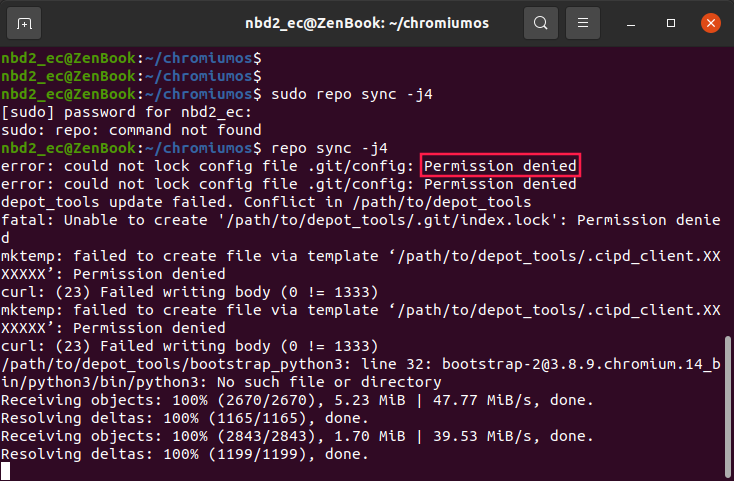 nbd2_ec@ZenBook: ~/chromiumos
nbd2_ec@ZenBook:~/chromiumos$
nbd2_ec@ZenBook:~/chromiumos$
nbd2_ec@ZenBook:~/chromiumos$ sudo repo sync -j4
[sudo] password for nbd2_ec:
sudo: repo: command not found
nbd2_ec@ZenBook:~/chromiumos$ repo sync -j4
error: could not lock config file .git/config: Permission denied
error: could not lock config file .git/config: Permission denied
depot_tools update failed. Conflict in /path/to/depot_tools
fatal: Unable to create '/path/to/depot_tools/.git/index.lock': Permission denie
d
mktemp: failed to create file via template ‘/path/to/depot_tools/.cipd_client.XX
XXXXX’: Permission denied
curl: (23) Failed writing body (0 != 1333)
mktemp: failed to create file via template ‘/path/to/depot_tools/.cipd_client.XX
XXXXX’: Permission denied
curl: (23) Failed writing body (0 != 1333)
/path/to/depot_tools/bootstrap_python3: line 32: bootstrap-2@3.8.9.chromium.14_b
in/python3/bin/python3: No such file or directory
Receiving objects: 100% (2670/2670), 5.23 MiB | 47.77 MiB/s, done.
Resolving deltas: 100% (1165/1165), done.
Receiving objects: 100% (2843/2843), 1.70 MiB | 39.53 MiB/s, done.
Resolving deltas: 100% (1199/1199), done.